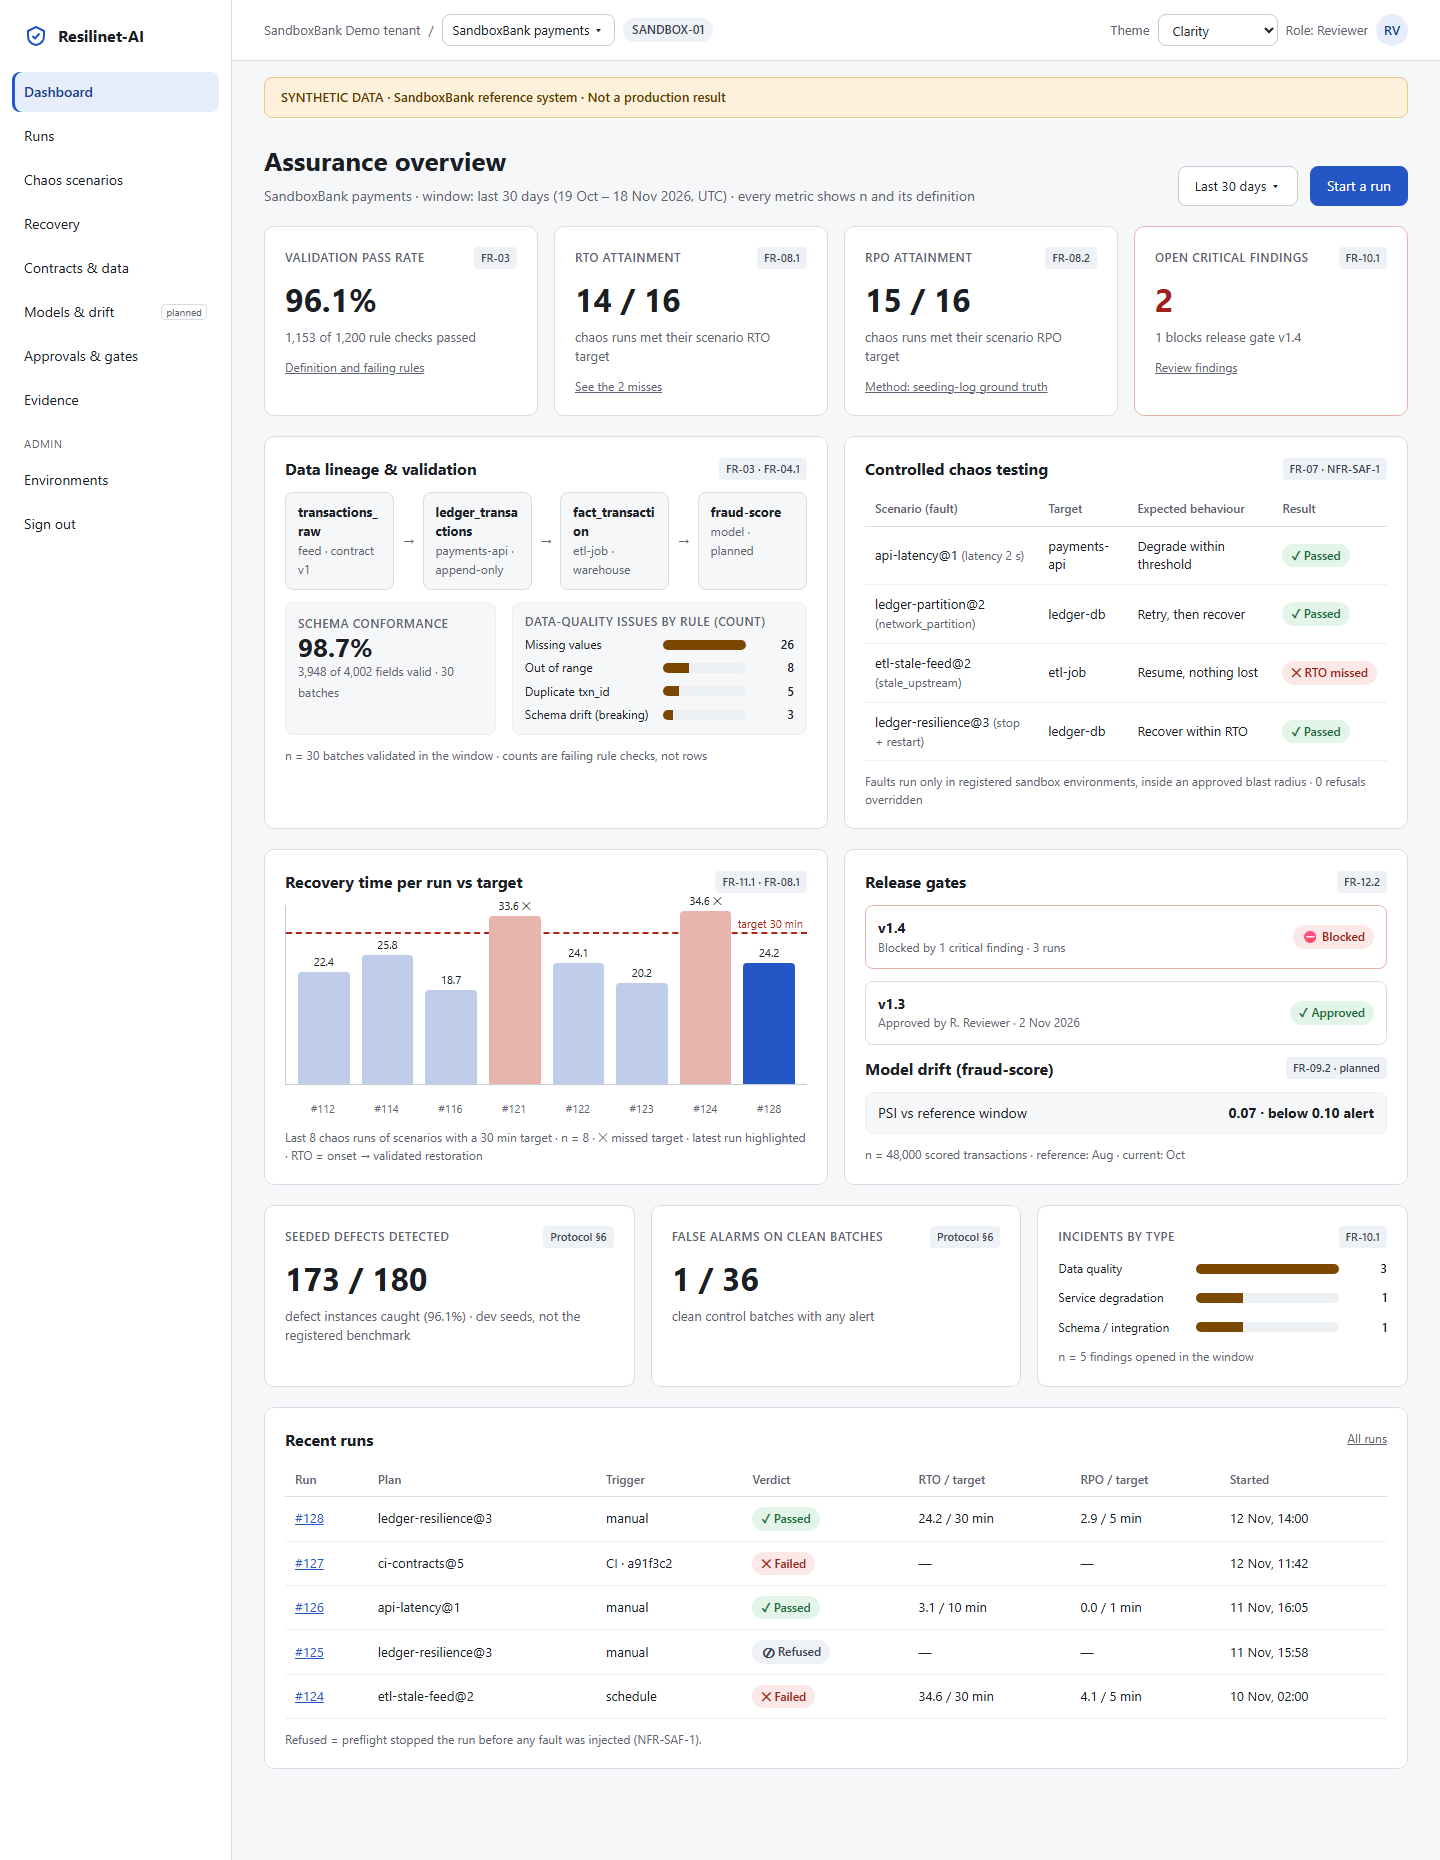 Resilinet-AI
Dashboard
Runs
Chaos scenarios
Recovery
Contracts & data
Models & drift planned
Approvals & gates
Evidence
ADMIN
Environments
Sign out
SandboxBank Demo tenant / SandboxBank payments SANDBOX-01
Theme Clarity Role: Reviewer RV
SYNTHETIC DATA · SandboxBank reference system · Not a production result
Assurance overview
SandboxBank payments · window: last 30 days (19 Oct – 18 Nov 2026, UTC) · every metric shows n and its definition
Last 30 days
Start a run
VALIDATION PASS RATE FR-03
96.1%
1,153 of 1,200 rule checks passed
Definition and failing rules
RTO ATTAINMENT FR-08.1
14 / 16
chaos runs met their scenario RTO
target
See the 2 misses
RPO ATTAINMENT FR-08.2
15 / 16
chaos runs met their scenario RPO
target
Method: seeding-log ground truth
OPEN CRITICAL FINDINGS FR-10.1
2
1 blocks release gate v1.4
Review findings
Data lineage & validation FR-03 · FR-04.1
transactions_
raw
feed · contract
v1
→
ledger_transa
ctions
payments-api ·
append-only
→
fact_transacti
on
etl-job ·
warehouse
→
fraud-score
model ·
planned
SCHEMA CONFORMANCE
98.7%
3,948 of 4,002 fields valid · 30
batches
DATA-QUALITY ISSUES BY RULE (COUNT)
Missing values 26
Out of range 8
Duplicate txn_id 5
Schema drift (breaking) 3
n = 30 batches validated in the window · counts are failing rule checks, not rows
Controlled chaos testing FR-07 · NFR-SAF-1
Scenario (fault) Target Expected behaviour Result
api-latency@1 (latency 2 s) payments-
api Degrade within
threshold ✓ Passed
ledger-partition@2
(network_partition) ledger-db Retry, then recover ✓ Passed
etl-stale-feed@2
(stale_upstream) etl-job Resume, nothing lost ✕ RTO missed
ledger-resilience@3 (stop
+ restart) ledger-db Recover within RTO ✓ Passed
Faults run only in registered sandbox environments, inside an approved blast radius · 0 refusals
overridden
Recovery time per run vs target FR-11.1 · FR-08.1
22.4 25.8 18.7 33.6 ✕ 24.1 20.2 34.6 ✕ 24.2
target 30 min
#112 #114 #116 #121 #122 #123 #124 #128
Last 8 chaos runs of scenarios with a 30 min target · n = 8 · ✕ missed target · latest run highlighted
· RTO = onset → validated restoration
Release gates FR-12.2
v1.4
Blocked by 1 critical finding · 3 runs
⛔ Blocked
v1.3
Approved by R. Reviewer · 2 Nov 2026
✓ Approved
Model drift (fraud-score) FR-09.2 · planned
PSI vs reference window 0.07 · below 0.10 alert
n = 48,000 scored transactions · reference: Aug · current: Oct
SEEDED DEFECTS DETECTED Protocol §6
173 / 180
defect instances caught (96.1%) · dev seeds, not the
registered benchmark
FALSE ALARMS ON CLEAN BATCHES Protocol §6
1 / 36
clean control batches with any alert
INCIDENTS BY TYPE FR-10.1
Data quality 3
Service degradation 1
Schema / integration 1
n = 5 findings opened in the window
Recent runs All runs
Run Plan Trigger Verdict RTO / target RPO / target Started
#128 ledger-resilience@3 manual ✓ Passed 24.2 / 30 min 2.9 / 5 min 12 Nov, 14:00
#127 ci-contracts@5 CI · a91f3c2 ✕ Failed — — 12 Nov, 11:42
#126 api-latency@1 manual ✓ Passed 3.1 / 10 min 0.0 / 1 min 11 Nov, 16:05
#125 ledger-resilience@3 manual ⊘ Refused — — 11 Nov, 15:58
#124 etl-stale-feed@2 schedule ✕ Failed 34.6 / 30 min 4.1 / 5 min 10 Nov, 02:00
Refused = preflight stopped the run before any fault was injected (NFR-SAF-1).